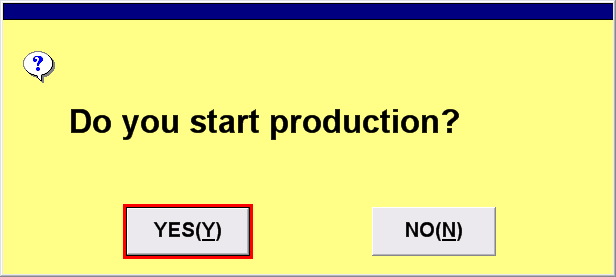 ?
Do you start production?
YES(Y) NO(N)